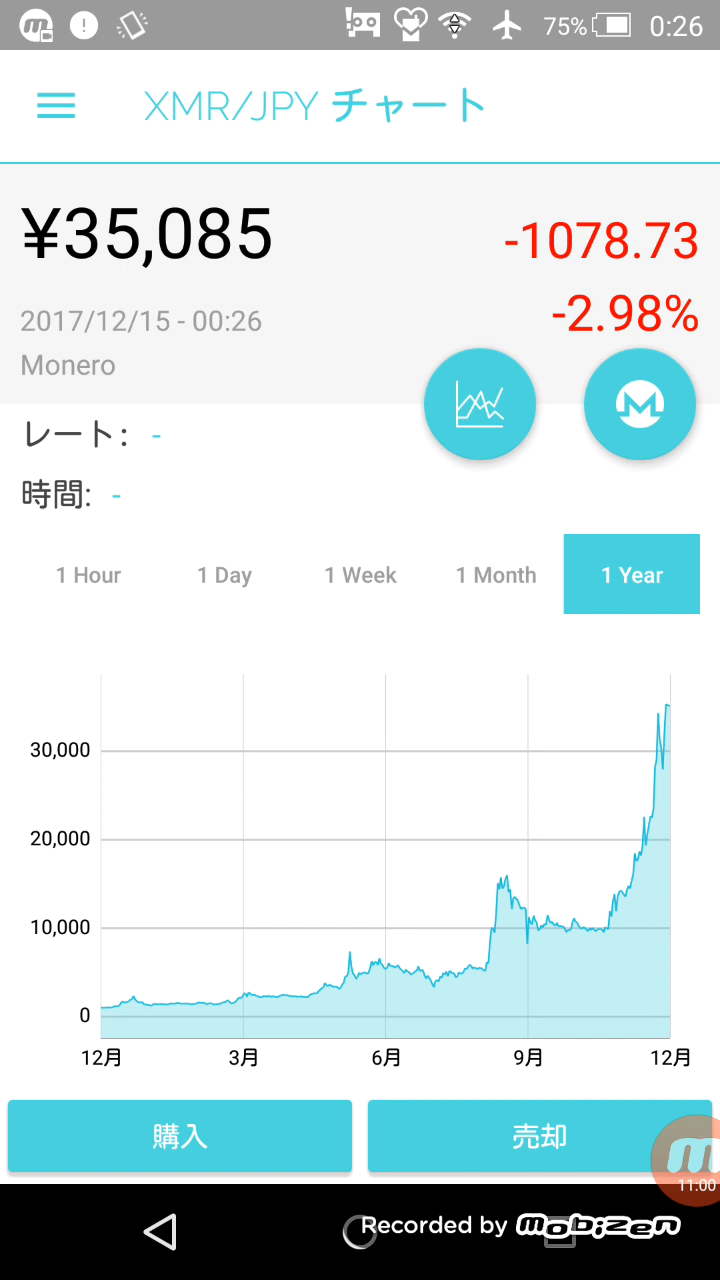 75% 0:26
XMR/JPY チャート
¥35,085
-1078.73
-2.98%
2017/12/15 - 00:26
Monero
レート: -
時間: -
1 Hour 1 Day 1 Week 1 Month 1 Year
30,000
20,000
10,000
0
12月 3月 6月 9月 12月
購入 売却
11:00
Recorded by mobizen